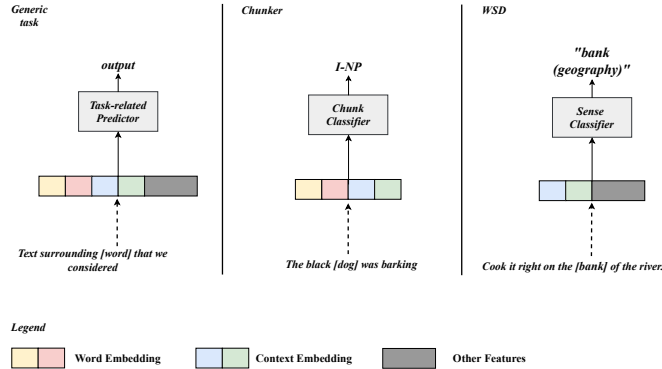 Generic
task
Chunker
WSD
output
I-NP
"bank
(geography)"
Task-related
Predictor
Chunk
Classifier
Sense
Classifier
Text surrounding [word] that we
considered
The black [dog] was barking
Cook it right on the [bank] of the river.
Legend
Word Embedding
Context Embedding
Other Features